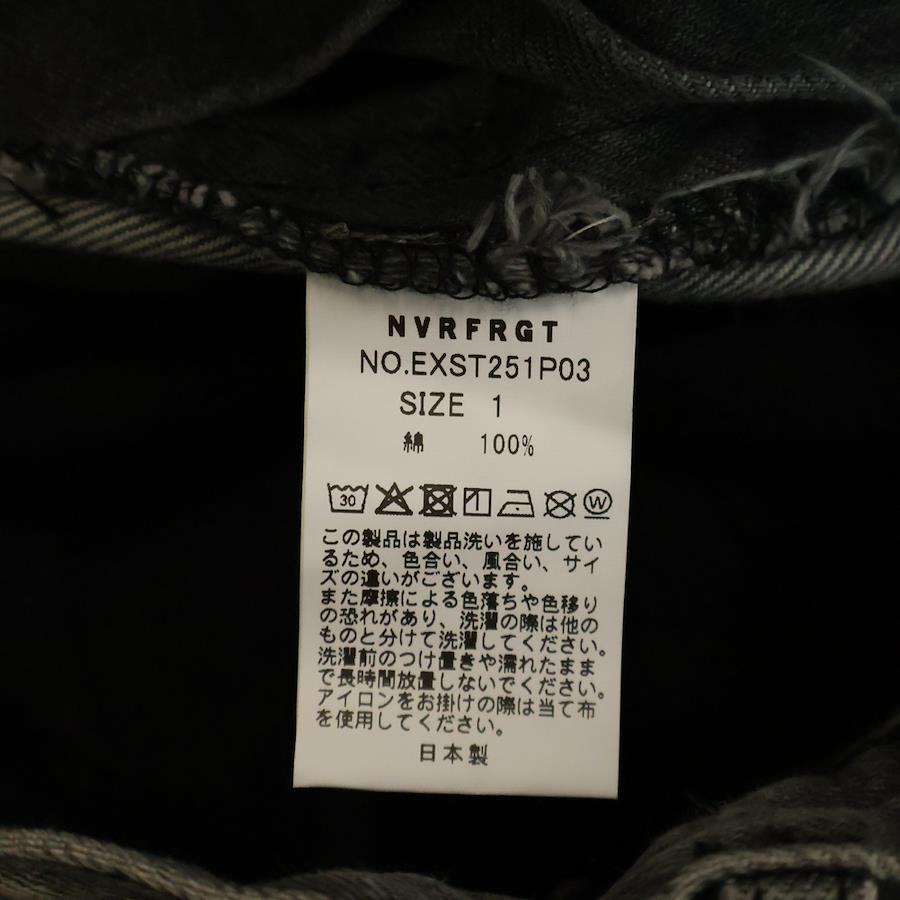 NVRFRGT
NO.EXST251P03
SIZE 1
綿 100%
30 W
この製品は製品洗いを施してい
るため、色合い、風合い、サイ
ズの違いがございます。
また摩擦による色落ちや色移り
の恐れがあり、洗濯の際は他の
ものと分けて洗濯してください。
洗濯前のつけ置きや濡れたまま
で長時間放置しないでください。
アイロンをお掛けの際は当て布
を使用してください。
日本製